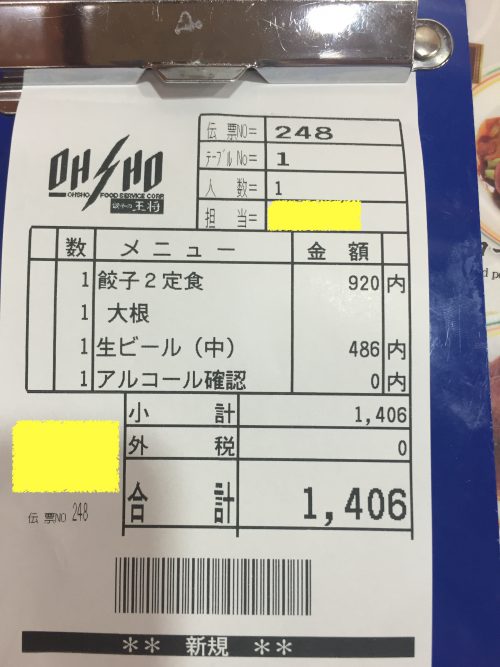 OHSHO
OHSHO FOOD SERVICE CORP.
餃子の王将
伝票NO= 248
テーブルNo= 1
人数= 1
担当=
数 メニュー 金額
1 餃子2定食 920 内
1 大根
1 生ビール(中) 486 内
1 アルコール確認 0 内
小計 1,406
外税 0
合計 1,406
伝票NO 248
** 新規 **